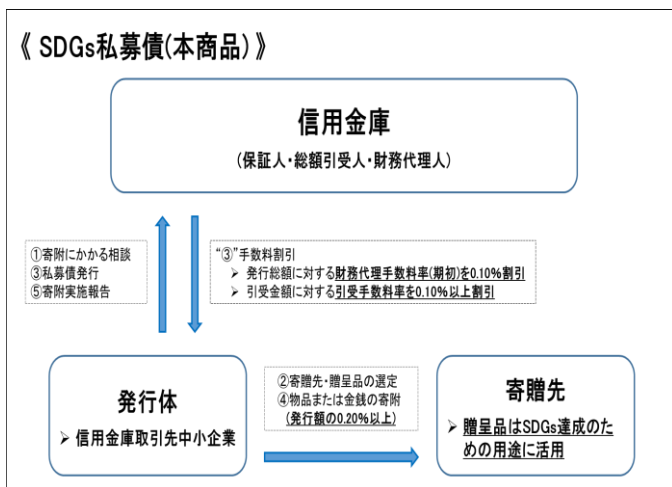 《 SDGs私募債(本商品) 》
信用金庫
(保証人・総額引受人・財務代理人)
①寄附にかかる相談
③私募債発行
⑤寄附実施報告
“③”手数料割引
➢ 発行総額に対する財務代理手数料率(期初)を0.10%割引
➢ 引受金額に対する引受手数料率を0.10%以上割引
発行体
➢ 信用金庫取引先中小企業
②寄贈先・贈呈品の選定
④物品または金銭の寄附
(発行額の0.20%以上)
寄贈先
➢ 贈呈品はSDGs達成のた
めの用途に活用